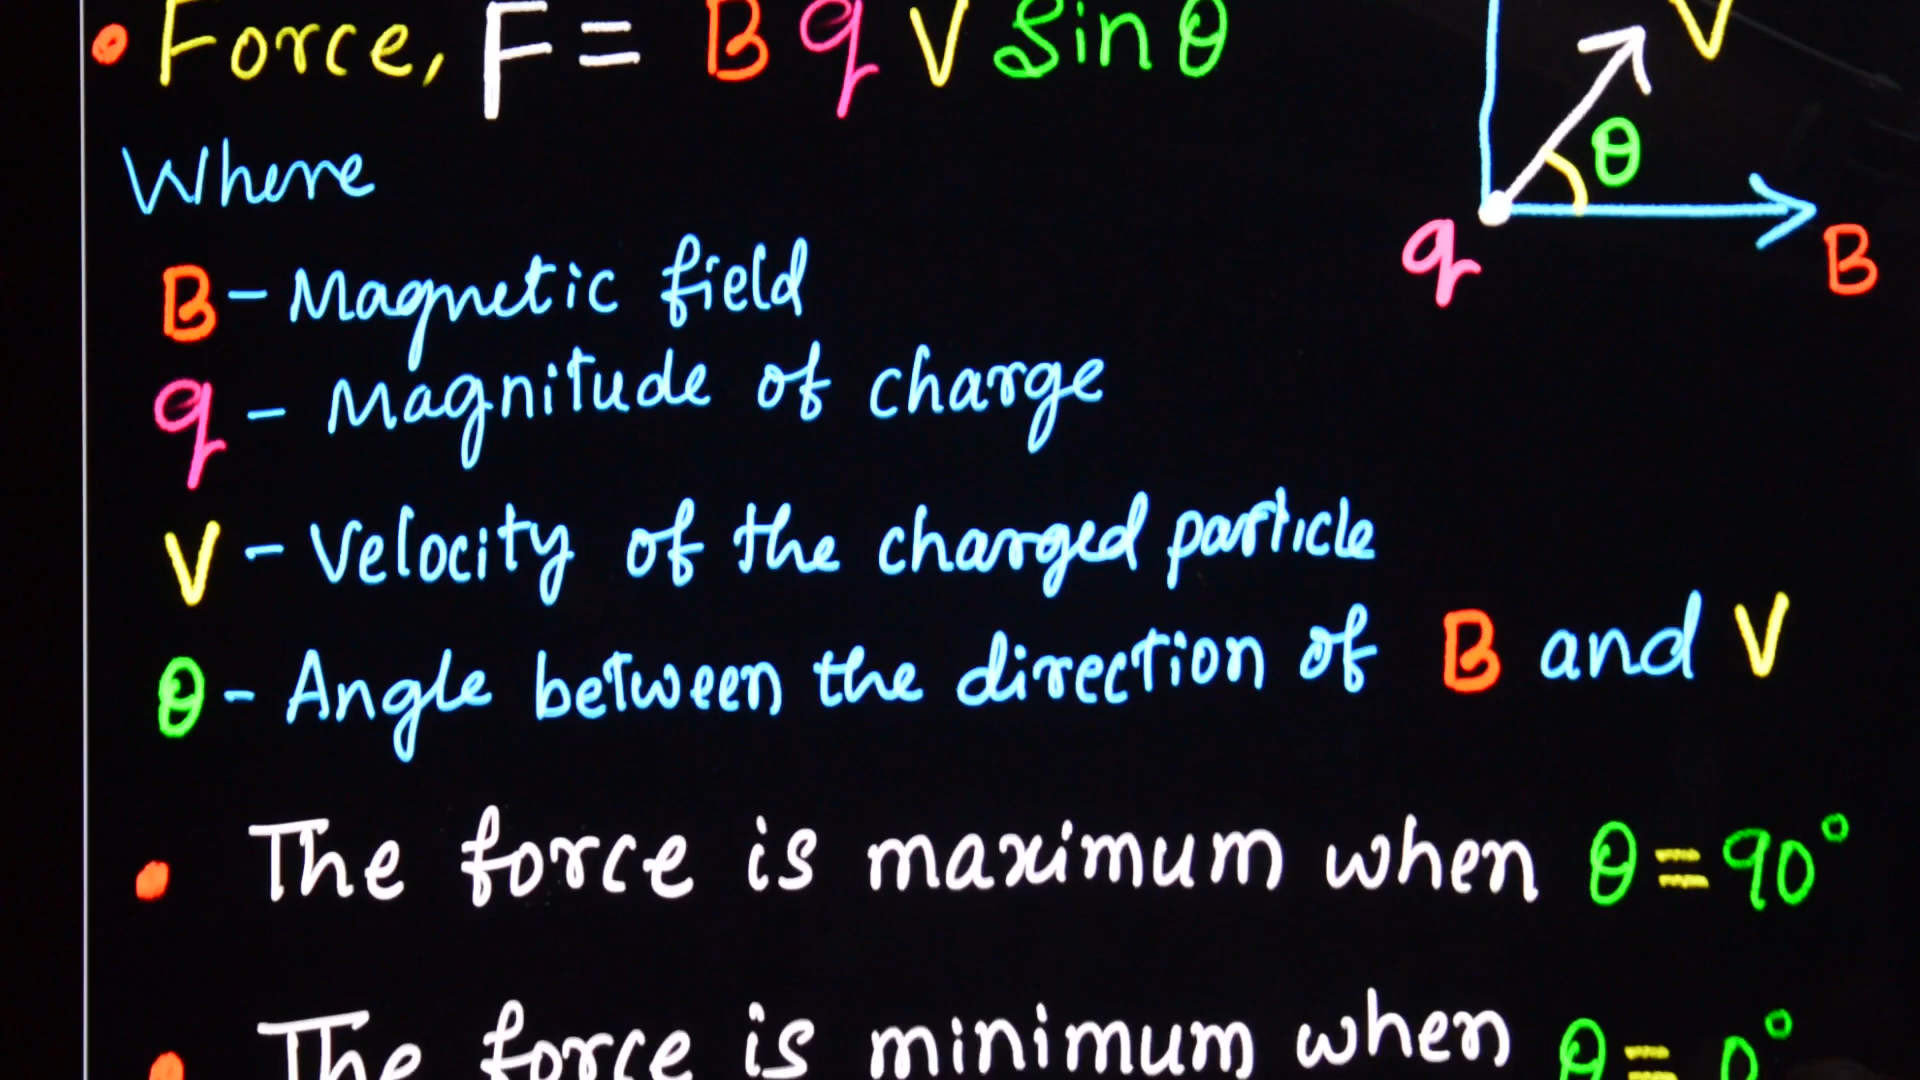 • Force, F = B q V Sin θ
V
θ
q
B
Where
B - Magnetic field
q - Magnitude of charge
V - Velocity of the charged particle
θ - Angle between the direction of B and V
• The force is maximum when θ = 90°
• The force is minimum when θ = 0°